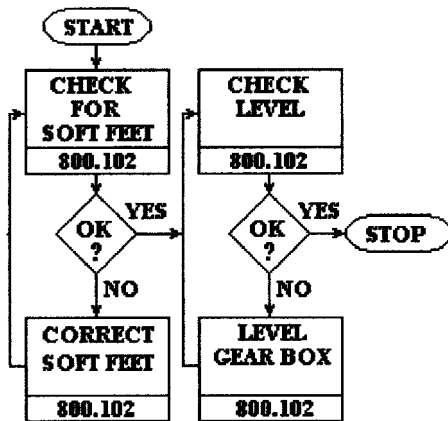 START
CHECK
FOR
SOFT FEET
800.102
OK
?
YES
NO
CORRECT
SOFT FEET
800.102
CHECK
LEVEL
800.102
OK
?
YES
STOP
NO
LEVEL
GEAR BOX
800.102